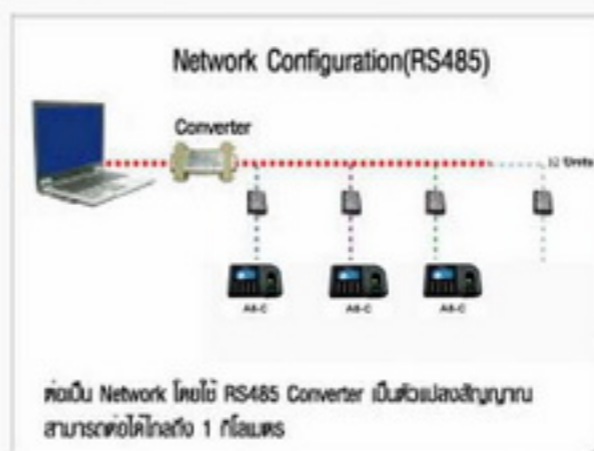 Network Configuration(RS485)
Converter
32 Units
A8-C A8-C A8-C
ต่อเป็น Network โดยใช้ RS485 Converter เป็นตัวแปลงสัญญาณ
สามารถต่อได้ไกลถึง 1 กิโลเมตร